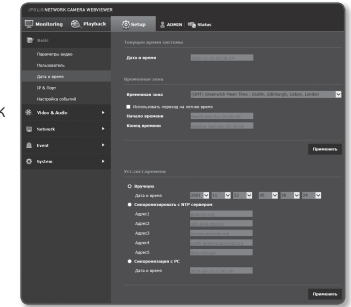 iPOLiS NETWORK CAMERA WEBVIEWER
Monitoring
Playback
Setup
ADMIN
Status
Basic
Параметры видео
Пользователь
Дата и время
IP & Порт
Настройка событий
Video & Audio
Network
Event
System
Текущее время системы
Дата и время
Временная зона
Временная зона
(GMT) Greenwich Mean Time : Dublin, Edinburgh, Lisbon, London
Использовать переход на летнее время
Начало времени
Конец времени
Применить
Уст.сист.времени
Вручную
Дата и время
Синхронизировать с NTP сервером
Адрес1
Адрес2
Адрес3
Адрес4
Адрес5
Синхронизация с PC
Дата и время
Применить
к